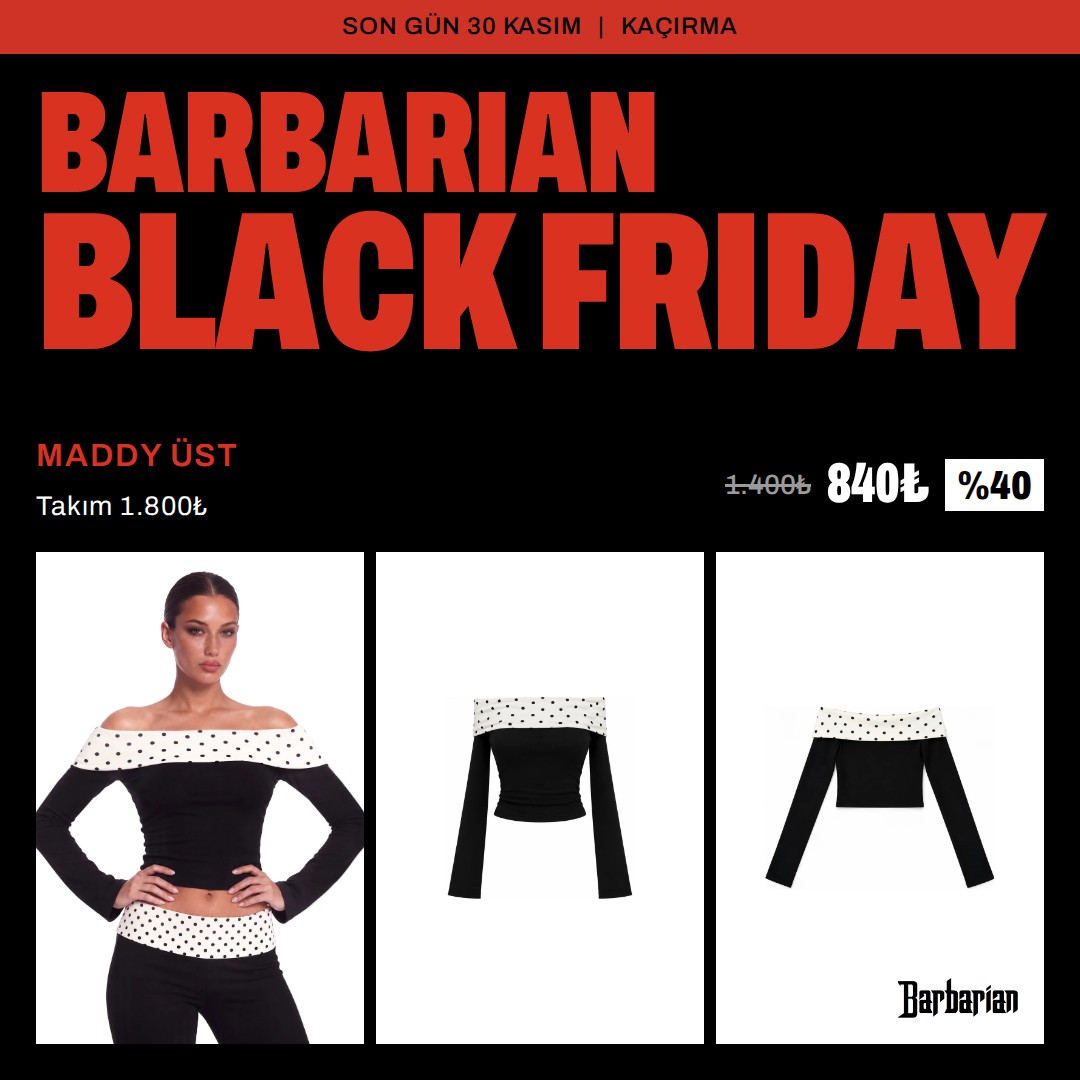 SON GÜN 30 KASIM | KAÇIRMA
BARBARIAN
BLACK FRIDAY
MADDY ÜST
Takım 1.800₺
1.400₺ 840₺ %40
Barbarian